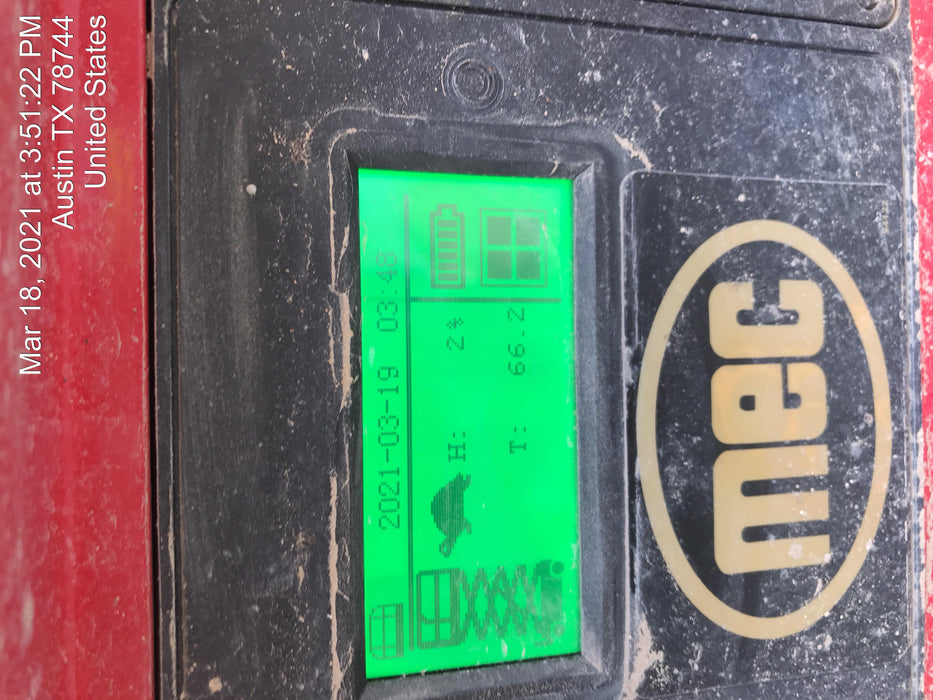 Mar 18, 2021 at 3:51:22 PM
Austin TX 78744
United States
2021-03-19 03:48
H: 2%
T: 66.2
mec